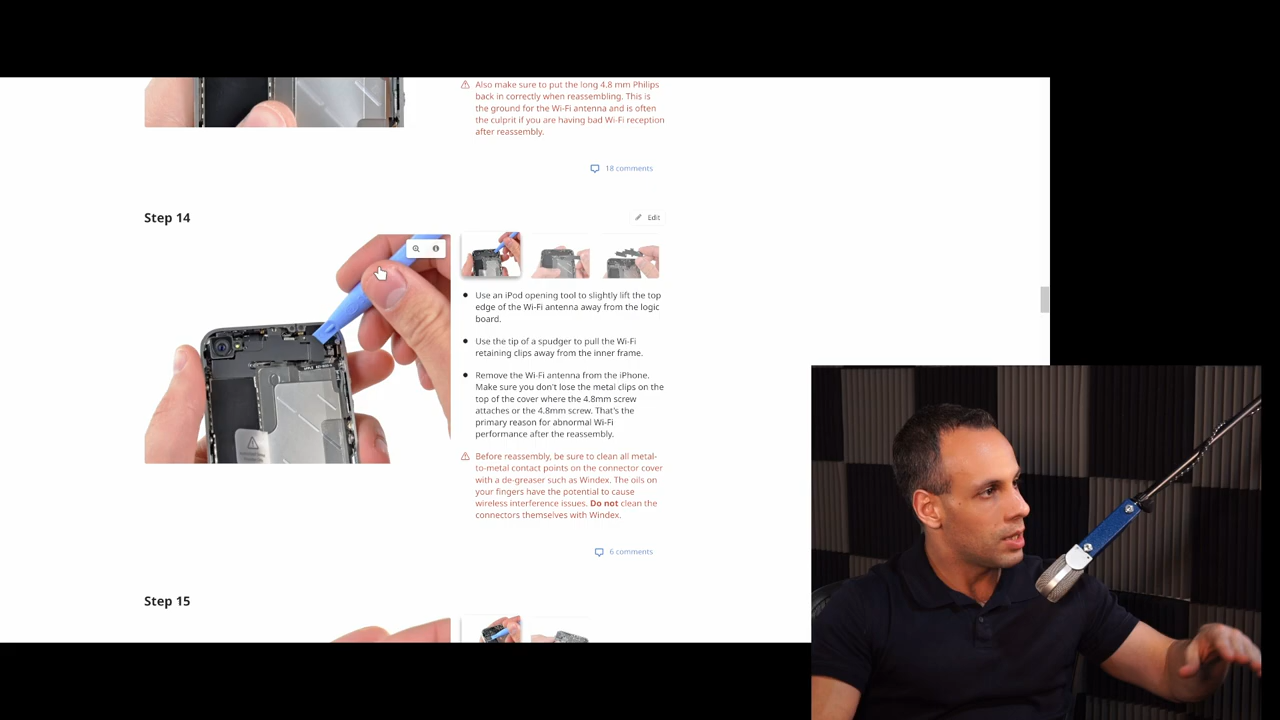 Also make sure to put the long 4.8 mm Philips
back in correctly when reassembling. This is
the ground for the Wi-Fi antenna and is often
the culprit if you are having bad Wi-Fi reception
after reassembly.
18 comments
Step 14
Edit
Use an iPod opening tool to slightly lift the top
edge of the Wi-Fi antenna away from the logic
board.
Use the tip of a spudger to pull the Wi-Fi
retaining clips away from the inner frame.
Remove the Wi-Fi antenna from the iPhone.
Make sure you don't lose the metal clips on the
top of the cover where the 4.8mm screw
attaches or the 4.8mm screw. That's the
primary reason for abnormal Wi-Fi
performance after the reassembly.
Before reassembly, be sure to clean all metal-
to-metal contact points on the connector cover
with a de-greaser such as Windex. The oils on
your fingers have the potential to cause
wireless interference issues. Do not clean the
connectors themselves with Windex.
6 comments
Step 15